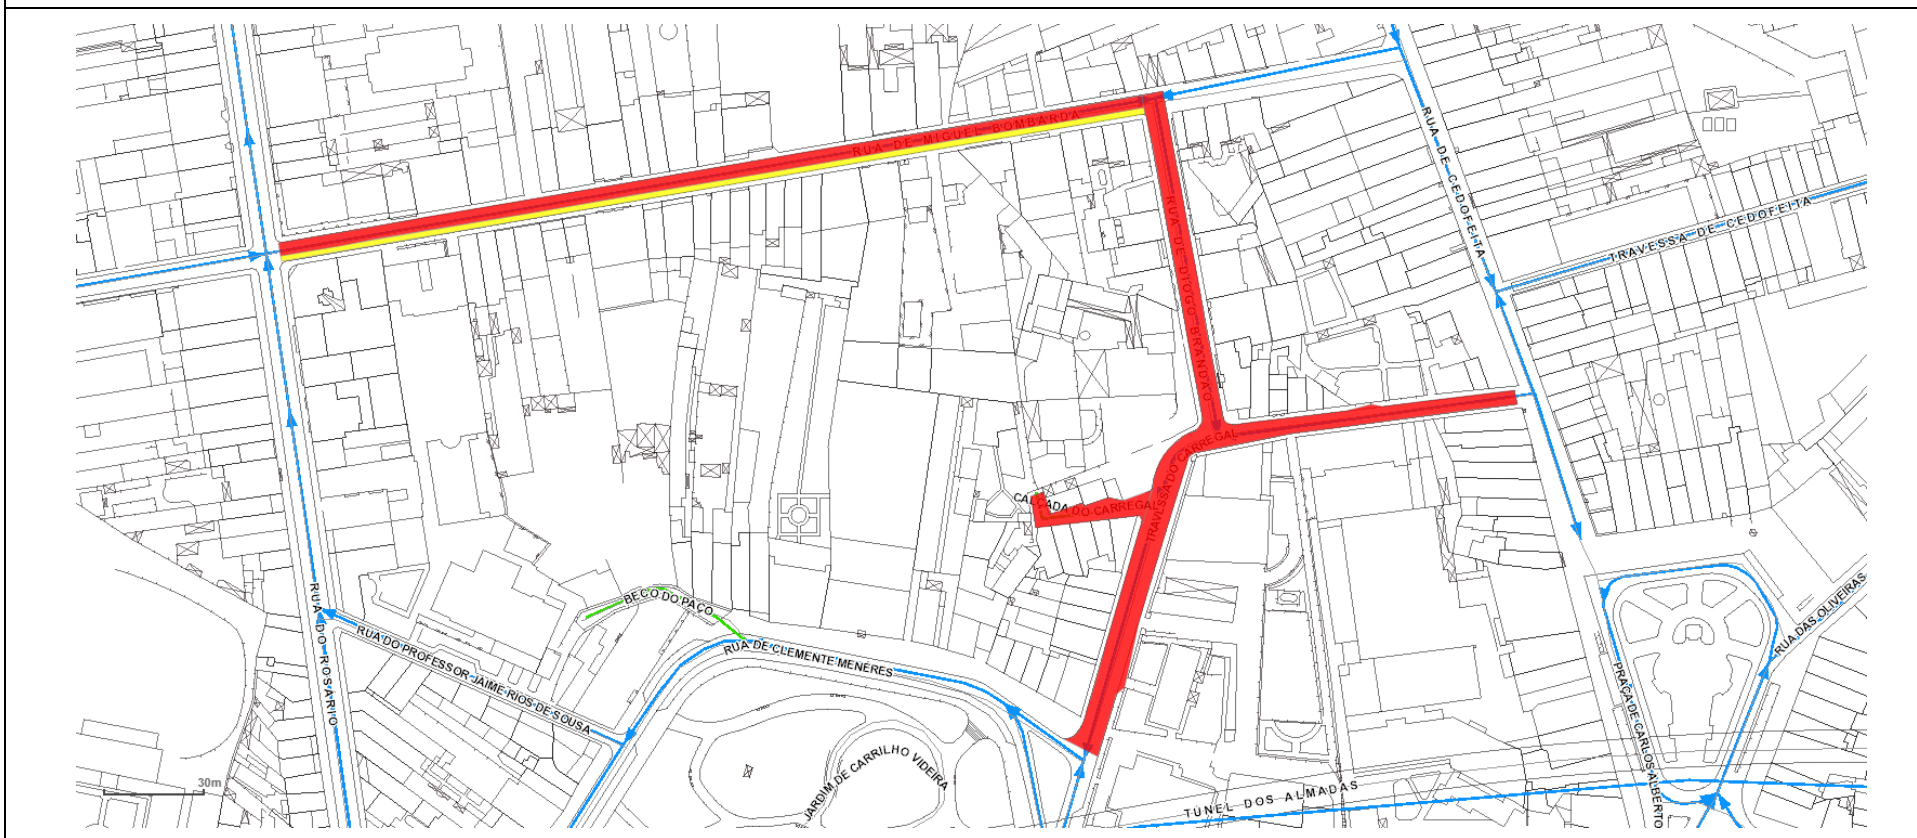 RUA DE MIGUEL BOMBARDA
RUA DE CEDOFEITA
TRAVESSA DE CEDOFEITA
RUA DE DIOGO BRANDÃO
TRAVESSA DO CARREGAL
CALÇADA DO CARREGAL
BECO DO PAÇO
RUA DE CLEMENTE MENERES
RUA DO PROFESSOR JAIME RIOS DE SOUSA
RUA DO ROSARIO
RUA DAS OLIVEIRAS
PRAÇA DE CARLOS ALBERTO
JARDIM DE CARRILHO VIDEIRA
TUNEL DOS ALMADAS
30m